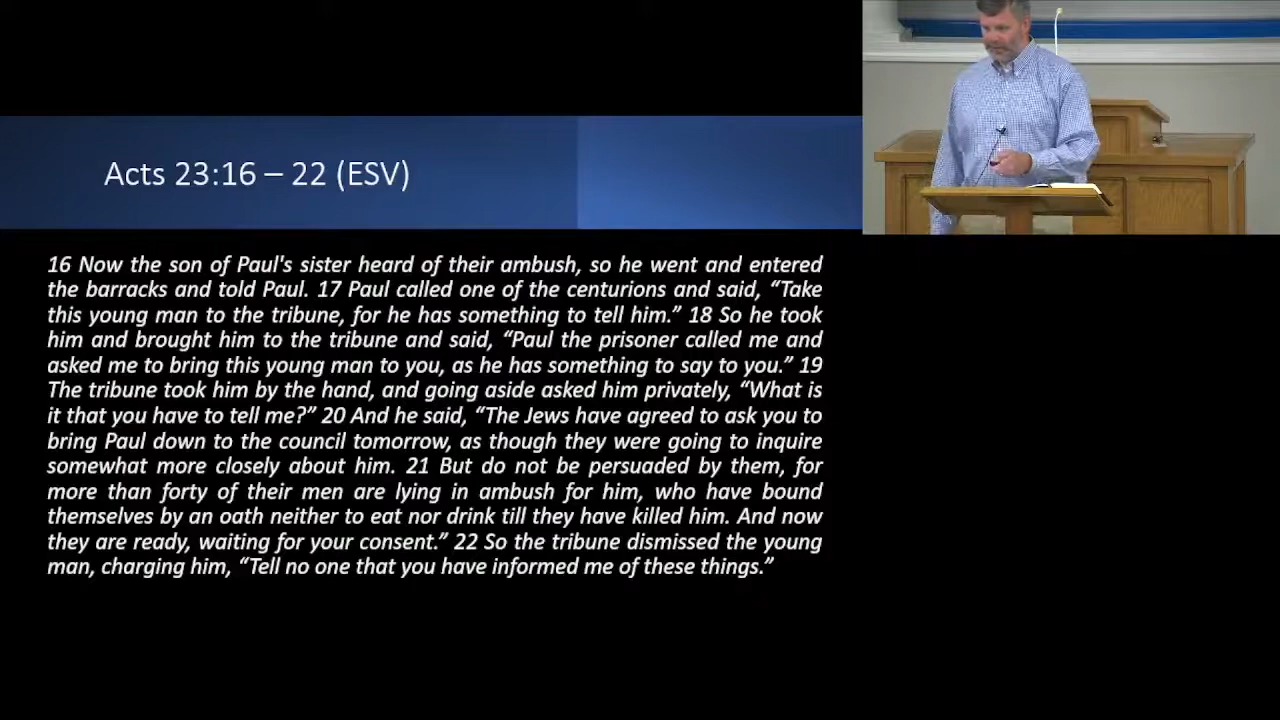 Acts 23:16 – 22 (ESV)
16 Now the son of Paul's sister heard of their ambush, so he went and entered
the barracks and told Paul. 17 Paul called one of the centurions and said, “Take
this young man to the tribune, for he has something to tell him.” 18 So he took
him and brought him to the tribune and said, “Paul the prisoner called me and
asked me to bring this young man to you, as he has something to say to you.” 19
The tribune took him by the hand, and going aside asked him privately, “What is
it that you have to tell me?” 20 And he said, “The Jews have agreed to ask you to
bring Paul down to the council tomorrow, as though they were going to inquire
somewhat more closely about him. 21 But do not be persuaded by them, for
more than forty of their men are lying in ambush for him, who have bound
themselves by an oath neither to eat nor drink till they have killed him. And now
they are ready, waiting for your consent.” 22 So the tribune dismissed the young
man, charging him, “Tell no one that you have informed me of these things.”